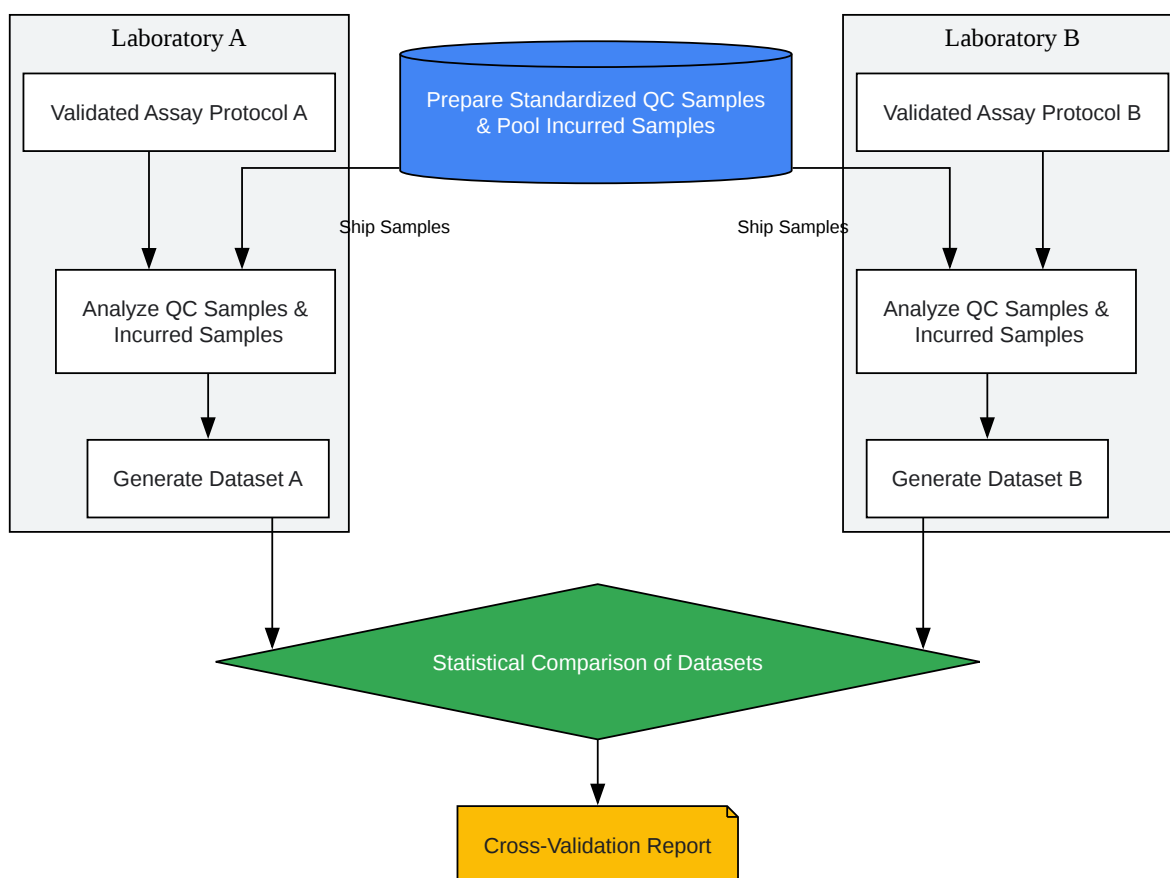 Laboratory A
Laboratory B
Validated Assay Protocol A
Prepare Standardized QC Samples
& Pool Incurred Samples
Validated Assay Protocol B
Ship Samples
Ship Samples
Analyze QC Samples &
Incurred Samples
Analyze QC Samples &
Incurred Samples
Generate Dataset A
Generate Dataset B
Statistical Comparison of Datasets
Cross-Validation Report